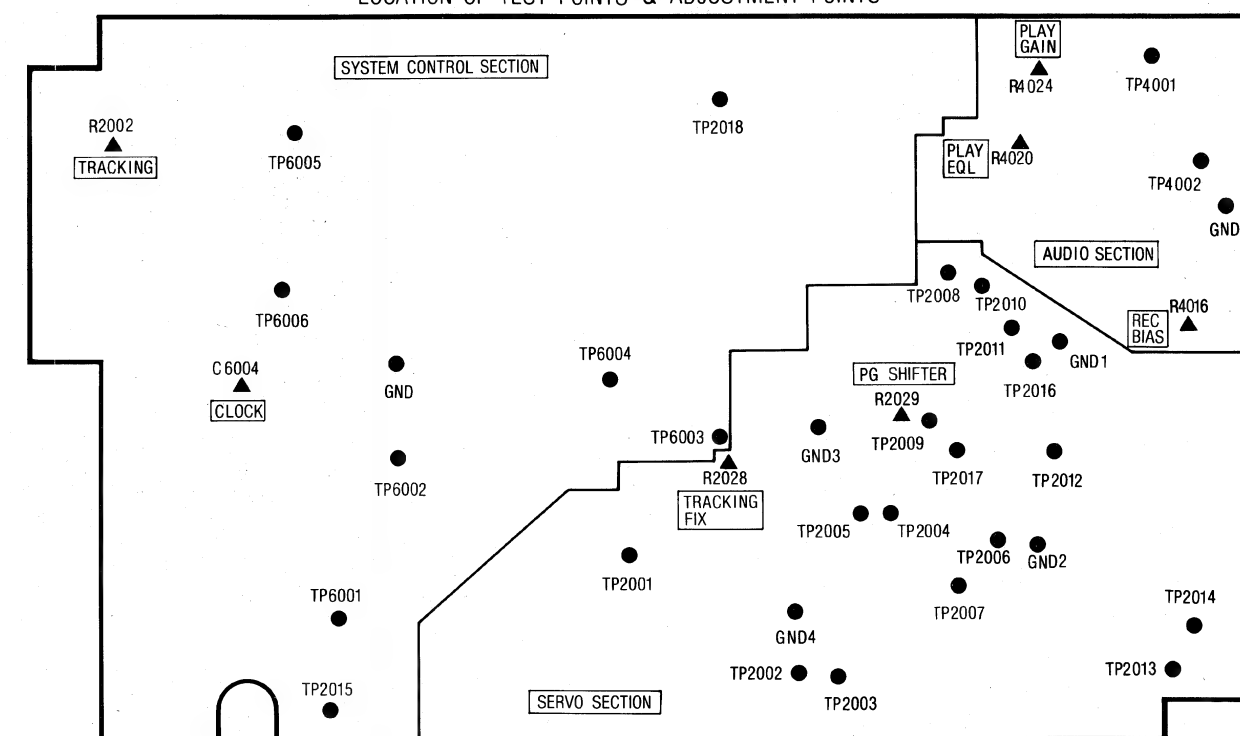 LOCATION OF TEST POINTS & ADJUSTMENT POINTS
PLAY
GAIN
R4024
TP4001
SYSTEM CONTROL SECTION
TP2018
R2002
TRACKING
TP6005
PLAY
EQL
R4020
TP4002
GND
AUDIO SECTION
TP6006
TP2008
TP2010
R4016
REC
BIAS
TP2011
GND1
TP2016
C6004
CLOCK
GND
TP6004
PG SHIFTER
R2029
TP2009
TP6003
GND3
R2028
TRACKING
FIX
TP2017
TP2012
TP6002
TP2005
TP2004
TP2006
GND2
TP2001
TP2007
TP6001
TP2014
GND4
TP2002
TP2003
TP2013
TP2015
SERVO SECTION